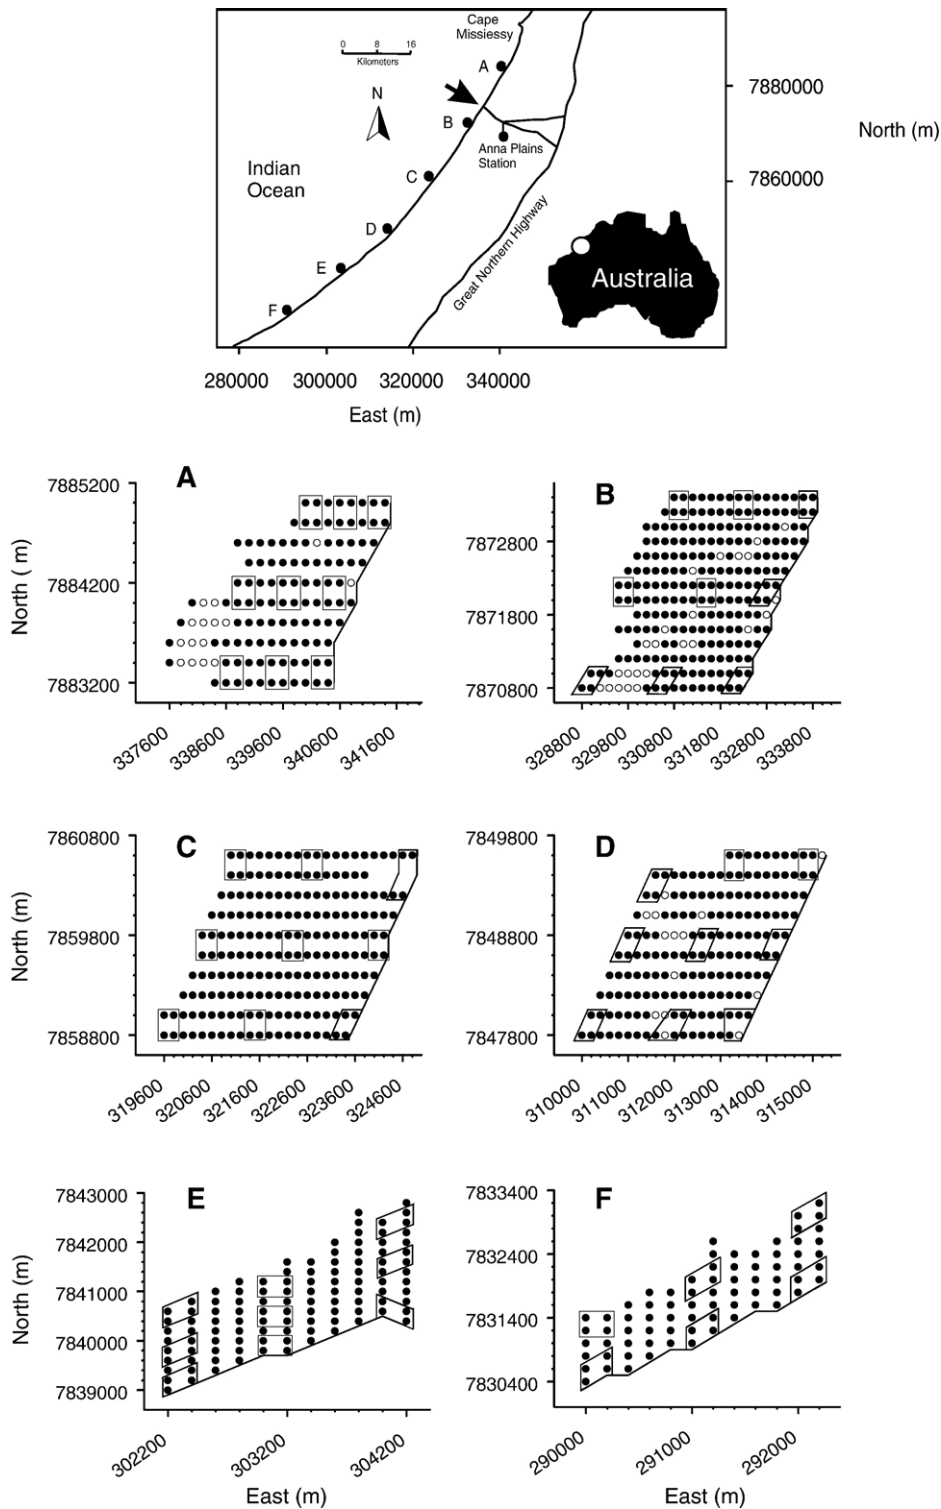 Cape
Missiessy
0 8 16
Kilometers
A
N
B
Anna Plains
Station
Indian
Ocean
C
D
E
F
Great Northern Highway
Australia
7880000
North (m)
7860000
280000 300000 320000 340000
East (m)
A
7885200
7884200
7883200
North ( m)
337600 338600 339600 340600 341600
B
7872800
7871800
7870800
328800 329800 330800 331800 332800 333800
C
7860800
7859800
7858800
North (m)
319600 320600 321600 322600 323600 324600
D
7849800
7848800
7847800
310000 311000 312000 313000 314000 315000
E
7843000
7842000
7841000
7840000
7839000
North (m)
302200 303200 304200
East (m)
F
7833400
7832400
7831400
7830400
290000 291000 292000
East (m)